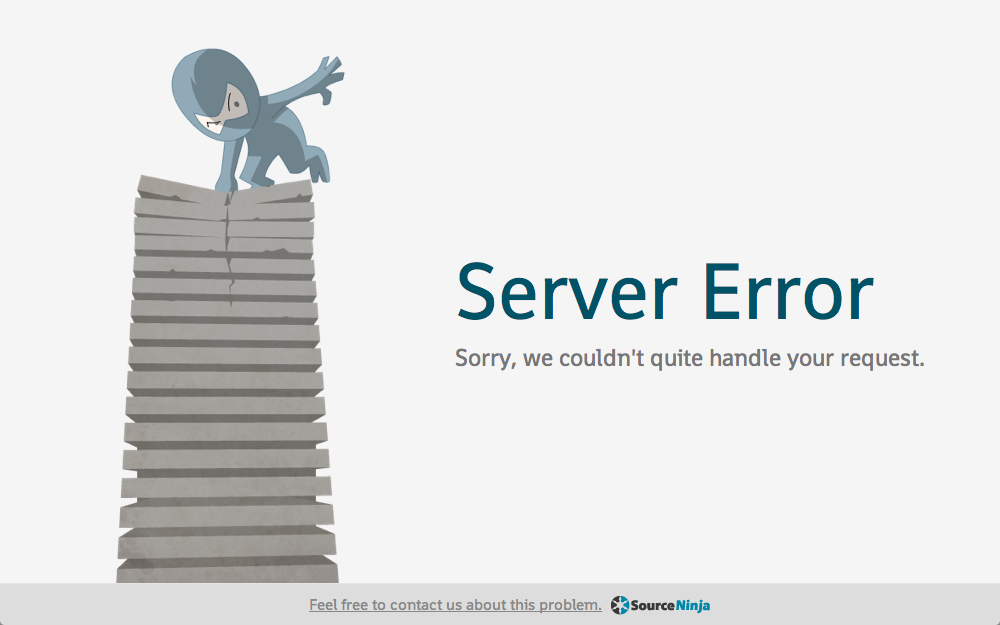 Server Error
Sorry, we couldn't quite handle your request.
Feel free to contact us about this problem. SourceNinja